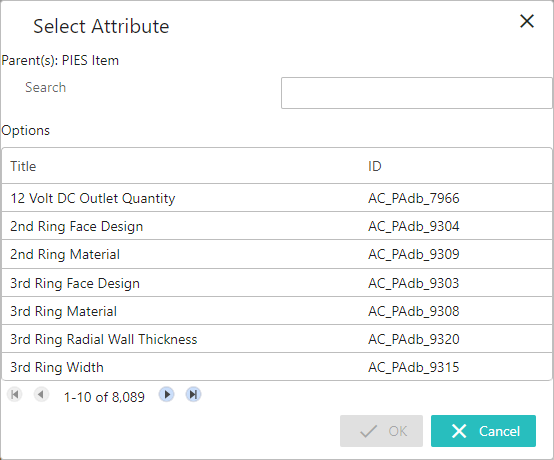 Select Attribute
Parent(s): PIES Item
Search
Options
Title ID
12 Volt DC Outlet Quantity AC_PAdb_7966
2nd Ring Face Design AC_PAdb_9304
2nd Ring Material AC_PAdb_9309
3rd Ring Face Design AC_PAdb_9303
3rd Ring Material AC_PAdb_9308
3rd Ring Radial Wall Thickness AC_PAdb_9320
3rd Ring Width AC_PAdb_9315
1-10 of 8,089
OK Cancel